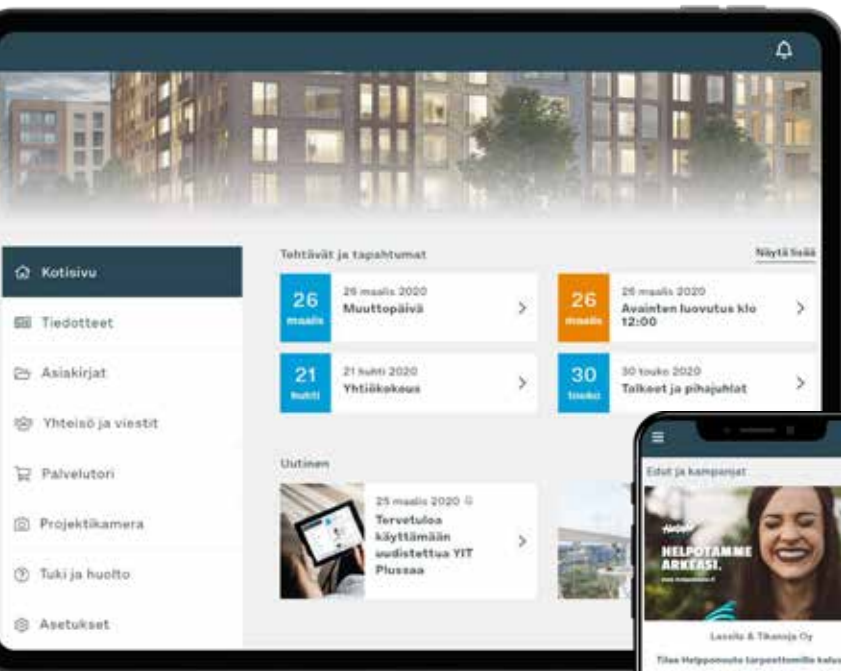 Kotisivu
Tiedotteet
Asiakirjat
Yhteisö ja viestit
Palvelutori
Projektikamera
Tuki ja huolto
Asetukset
Tehtävät ja tapahtumat
Näytä lisää
26
maalis
26 maalis 2020
Muuttopäivä
26
maalis
26 maalis 2020
Avainten luovutus klo
12:00
21
huhti
21 huhti 2020
Yhtiökokous
30
touko
30 touko 2020
Talkoot ja pihajuhlat
Uutinen
25 maalis 2020
Tervetuloa
käyttämään
uudistettua YIT
Plussaa
Edut ja kampanjat
HELPOTAMME
ARKEASI.
Lassila & Tikanoja Oy
Tilaa Helpponouto tarpeettomille